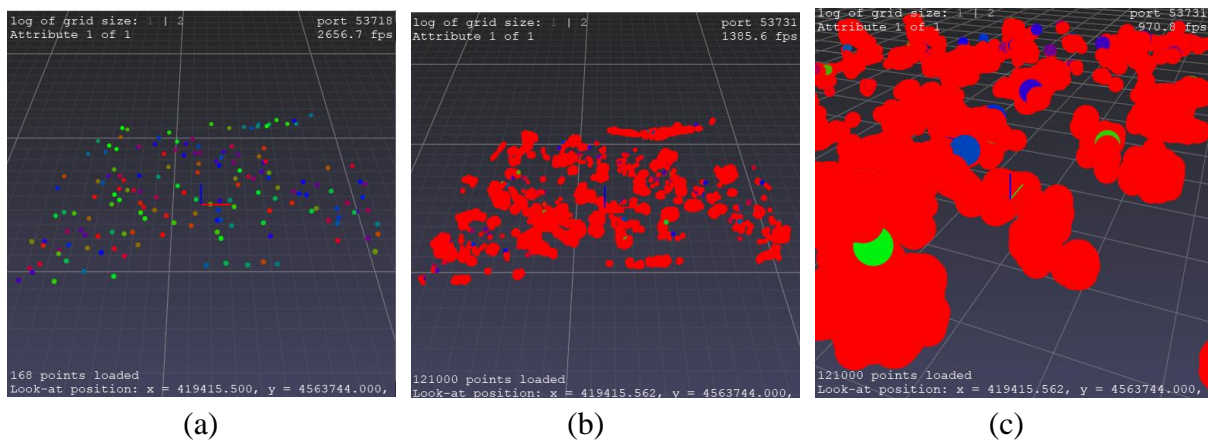 log of grid size: 1 | 2
port 53718
Attribute 1 of 1
2656.7 fps
168 points loaded
Look-at position: x = 419415.500, y = 4563744.000,
(a)
log of grid size: 1 | 2
port 53731
Attribute 1 of 1
1385.6 fps
121000 points loaded
Look-at position: x = 419415.562, y = 4563744.000,
(b)
log of grid size: 1 | 2
port 53731
Attribute 1 of 1
970.8 fps
121000 points loaded
Look-at position: x = 419415.562, y = 4563744.000,
(c)